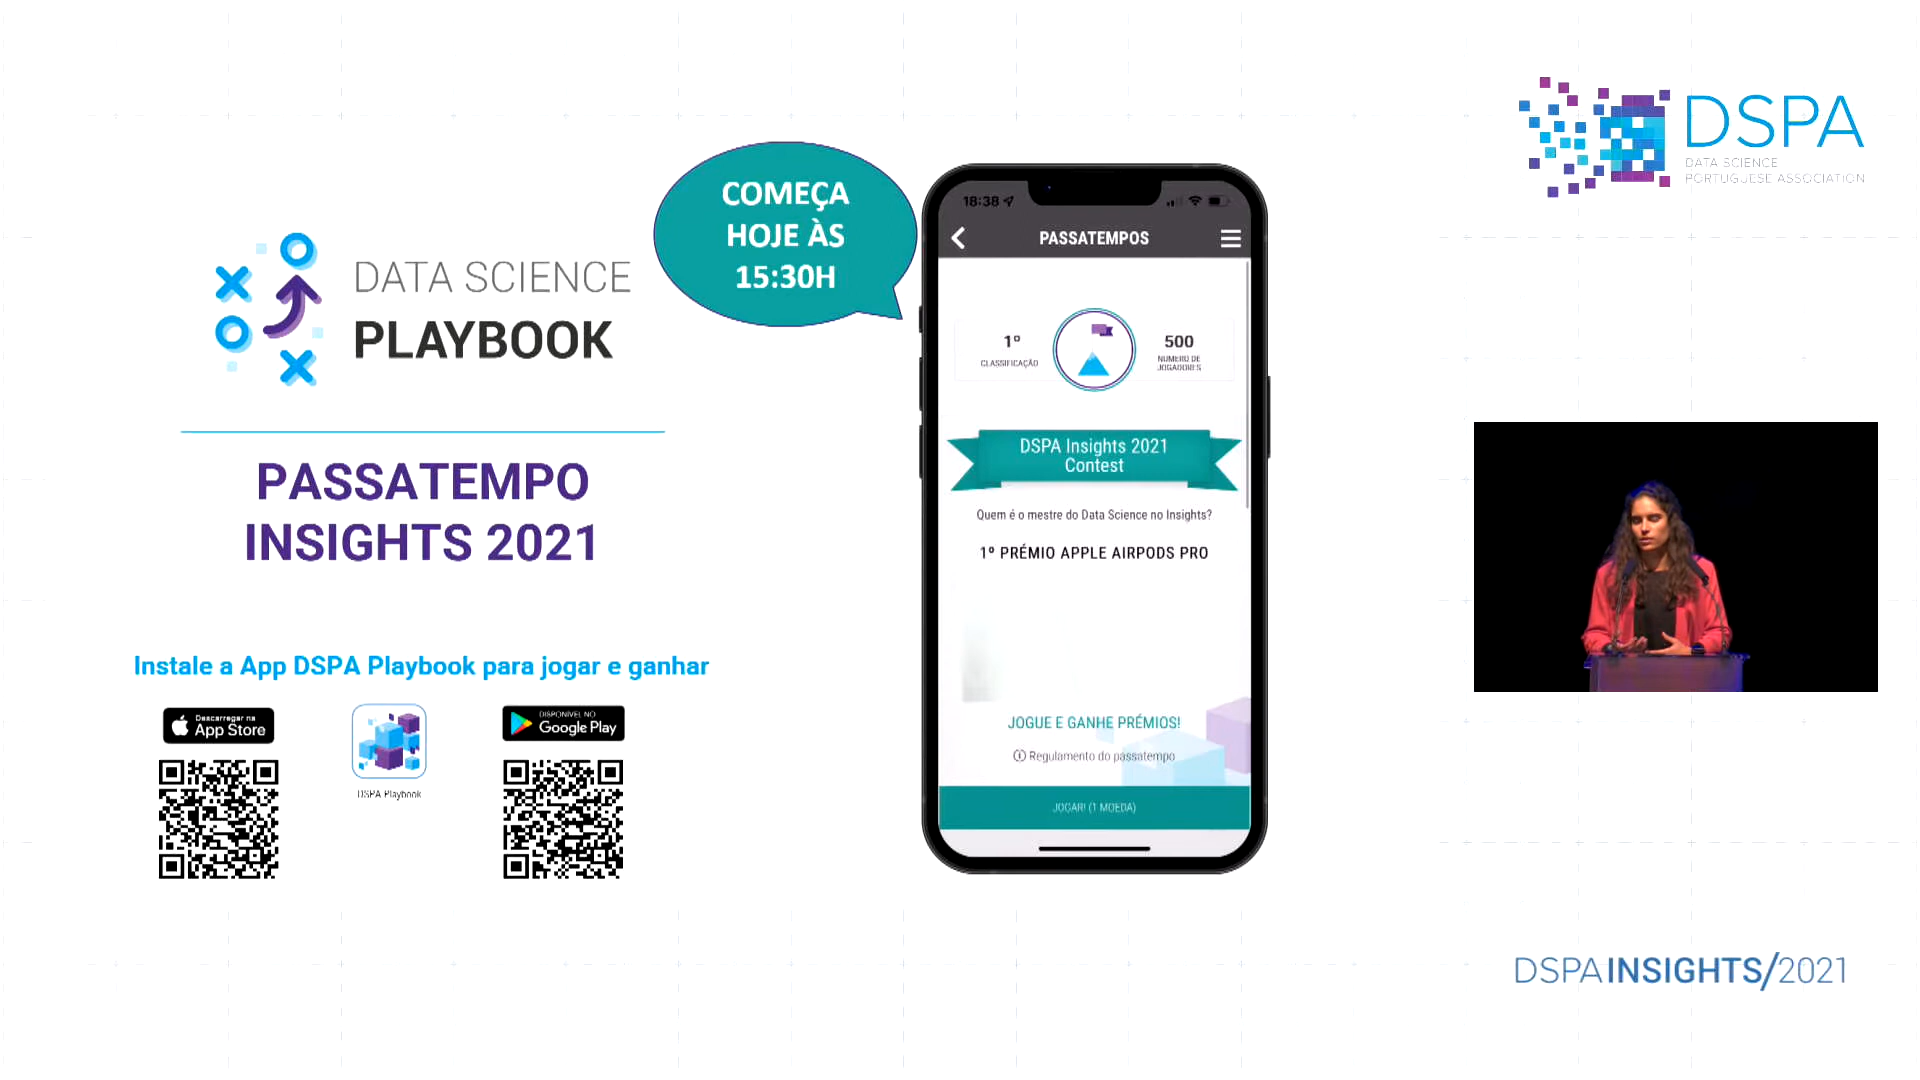 DATA SCIENCE
PLAYBOOK
PASSATEMPO
INSIGHTS 2021
Instale a App DSPA Playbook para jogar e ganhar
Descarregar na
App Store
DSPA Playbook
DISPONÍVEL NO
Google Play
COMEÇA
HOJE ÀS
15:30H
18:38
PASSATEMPOS
1º
CLASSIFICAÇÃO
500
NÚMERO DE
JOGADORES
DSPA Insights 2021
Contest
Quem é o mestre do Data Science no Insights?
1º PRÉMIO APPLE AIRPODS PRO
JOGUE E GANHE PRÉMIOS!
Regulamento do passatempo
JOGAR! (1 MOEDA)
DSPA
DATA SCIENCE
PORTUGUESE ASSOCIATION
DSPAINSIGHTS/2021